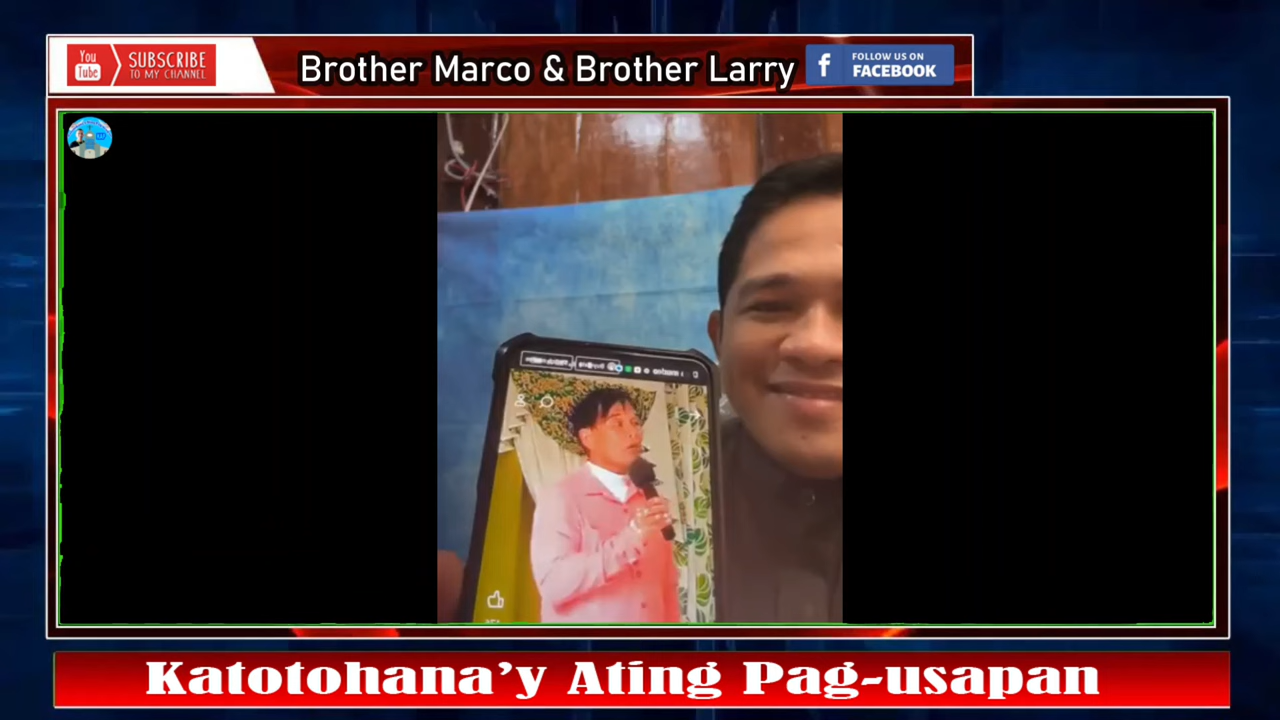 You
Tube
SUBSCRIBE
TO MY CHANNEL
Brother Marco & Brother Larry
f
FOLLOW US ON
FACEBOOK
Katotohana'y Ating Pag-usapan